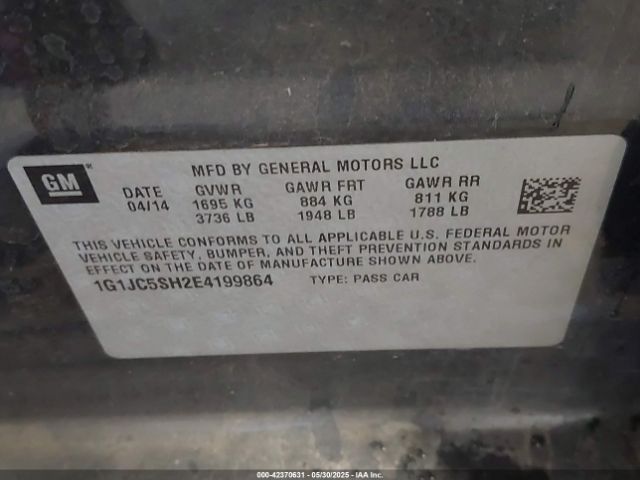 GM
MFD BY GENERAL MOTORS LLC
DATE GVWR GAWR FRT GAWR RR
04/14 1695 KG 884 KG 811 KG
3736 LB 1948 LB 1788 LB
THIS VEHICLE CONFORMS TO ALL APPLICABLE U.S. FEDERAL MOTOR
VEHICLE SAFETY, BUMPER, AND THEFT PREVENTION STANDARDS IN
EFFECT ON THE DATE OF MANUFACTURE SHOWN ABOVE.
1G1JC5SH2E4199864 TYPE: PASS CAR
000-42370631 - 05/30/2025 - IAA Inc.